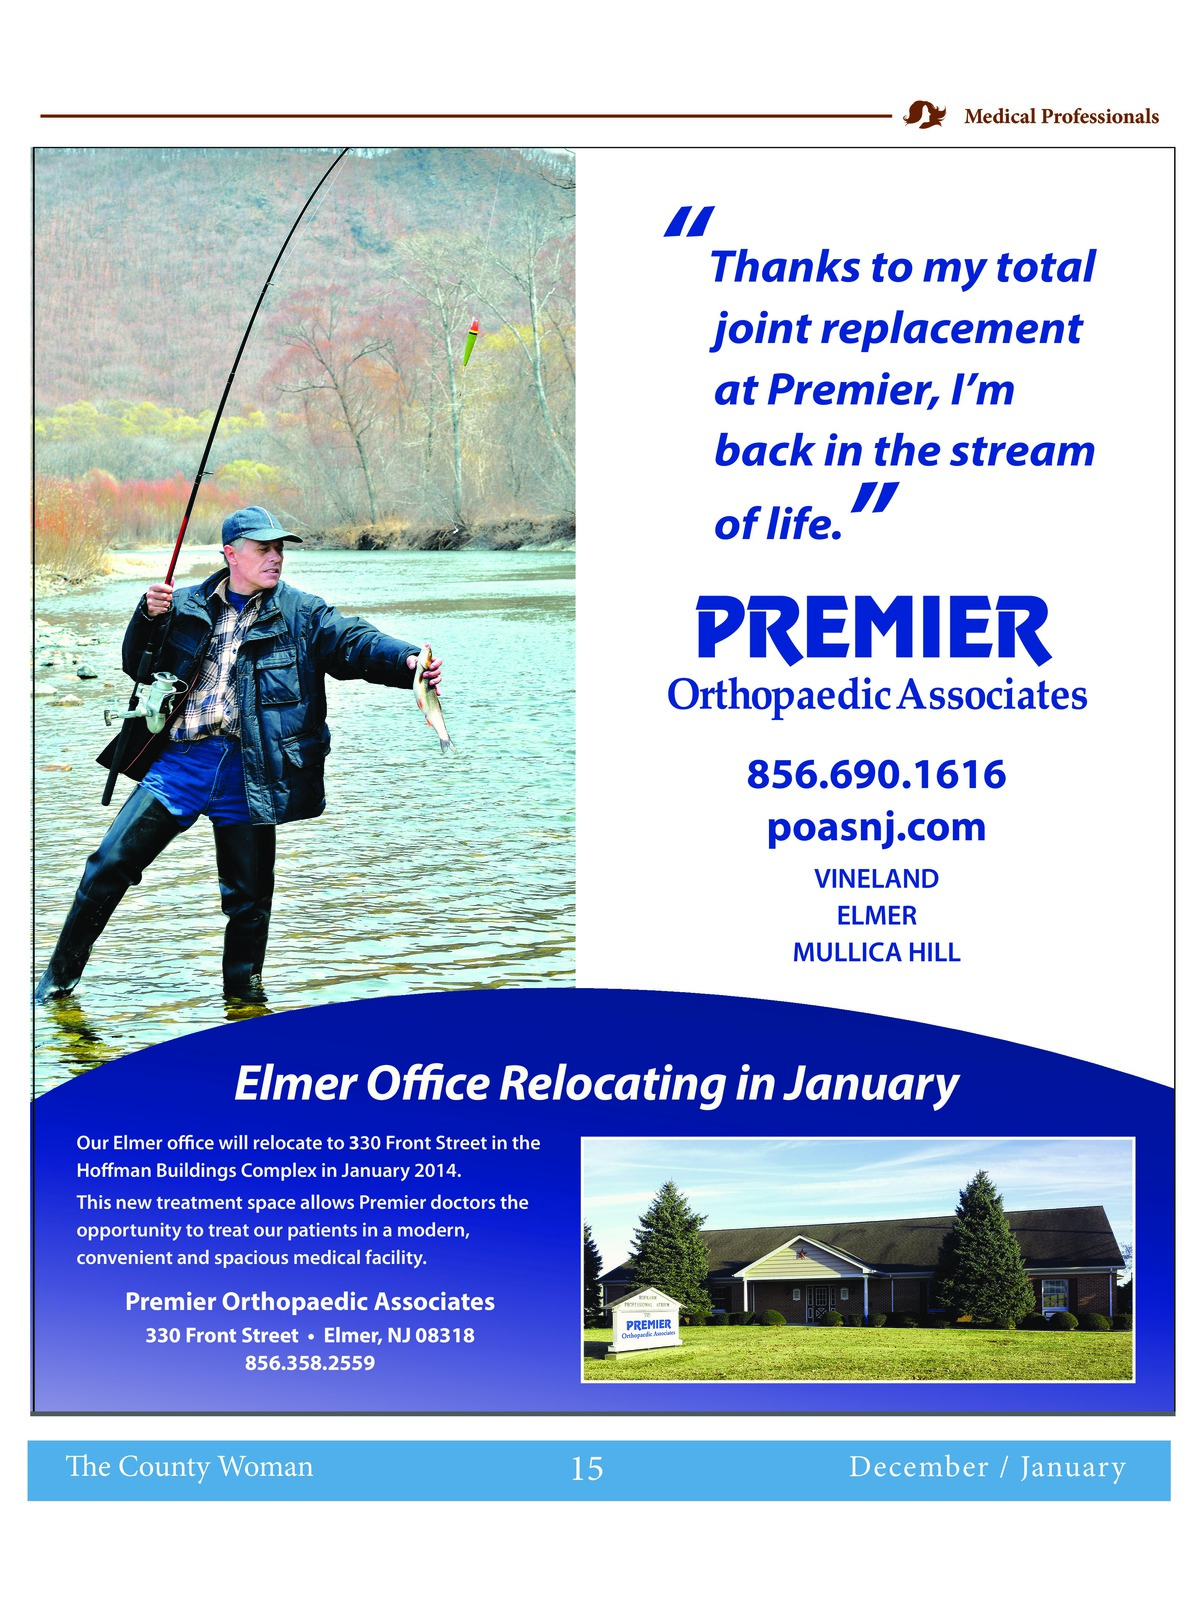 Medical Professionals
“Thanks to my total
joint replacement
at Premier, I’m
back in the stream
of life.”
PREMIER
Orthopaedic Associates
856.690.1616
poasnj.com
VINELAND
ELMER
MULLICA HILL
Elmer Office Relocating in January
Our Elmer office will relocate to 330 Front Street in the
Hoffman Buildings Complex in January 2014.
This new treatment space allows Premier doctors the
opportunity to treat our patients in a modern,
convenient and spacious medical facility.
Premier Orthopaedic Associates
330 Front Street • Elmer, NJ 08318
856.358.2559
HOFFMANN
PROFESSIONAL ATRIUM
330
PREMIER
Orthopaedic Associates
The County Woman
15
December / January